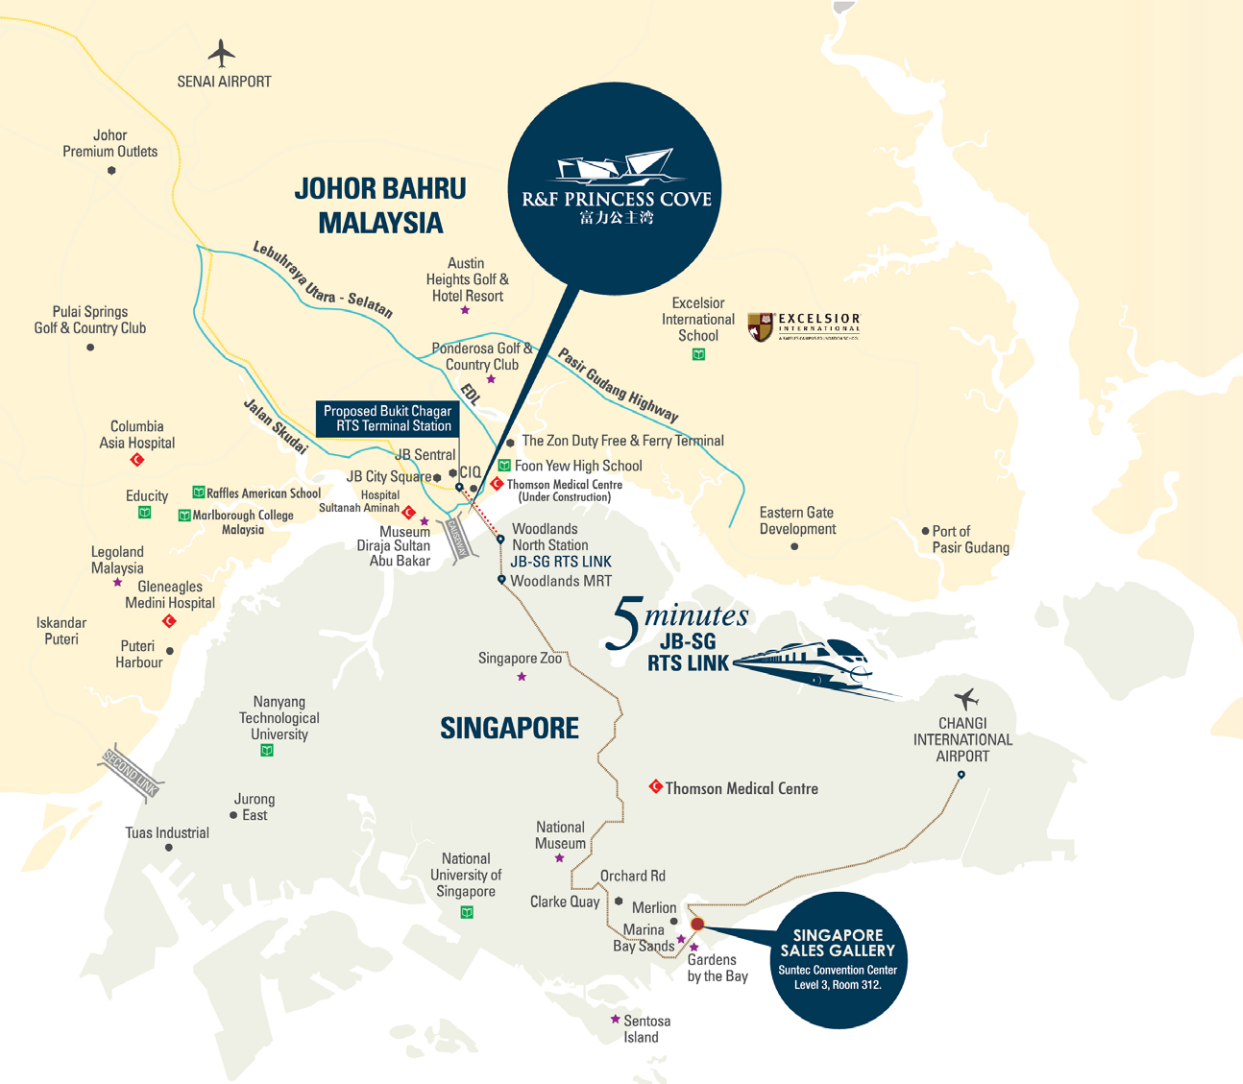 SENAI AIRPORT
Johor
Premium Outlets
JOHOR BAHRU
MALAYSIA
R&F PRINCESS COVE
富力公主湾
Lebuhraya Utara - Selatan
Austin
Heights Golf &
Hotel Resort
Excelsior
International
School
EXCELSIOR
INTERNATIONAL
Pulai Springs
Golf & Country Club
Ponderosa Golf &
Country Club
Pasir Gudang Highway
EDL
Jalan Skudai
Proposed Bukit Chagar
RTS Terminal Station
Columbia
Asia Hospital
The Zon Duty Free & Ferry Terminal
JB Sentral
Foon Yew High School
JB City Square
CIQ
Thomson Medical Centre
(Under Construction)
Educity
Raffles American School
Hospital
Sultanah Aminah
Marlborough College
Malaysia
Museum
Diraja Sultan
Abu Bakar
CAUSEWAY
Woodlands
North Station
JB-SG RTS LINK
Woodlands MRT
Eastern Gate
Development
Port of
Pasir Gudang
Legoland
Malaysia
Gleneagles
Medini Hospital
Iskandar
Puteri
Puteri
Harbour
5 minutes
JB-SG
RTS LINK
Singapore Zoo
SINGAPORE
Nanyang
Technological
University
CHANGI
INTERNATIONAL
AIRPORT
SECOND LINK
Thomson Medical Centre
Jurong
East
Tuas Industrial
National
Museum
National
University of
Singapore
Orchard Rd
Clarke Quay
Merlion
Marina
Bay Sands
Gardens
by the Bay
SINGAPORE
SALES GALLERY
Suntec Convention Center
Level 3, Room 312.
Sentosa
Island